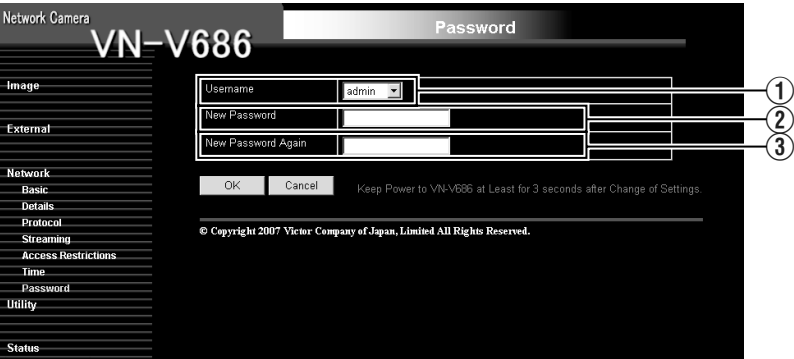 Network Camera
VN-V686
Password
Image
External
Network
Basic
Details
Protocol
Streaming
Access Restrictions
Time
Password
Utility
Status
Username
admin
1
New Password
2
New Password Again
3
OK Cancel Keep Power to VN-V686 at Least for 3 seconds after Change of Settings.
© Copyright 2007 Victor Company of Japan, Limited All Rights Reserved.